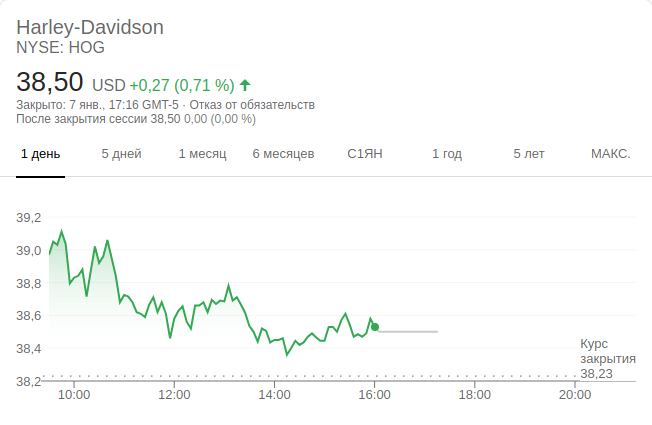 Harley-Davidson
NYSE: HOG
38,50 USD +0,27 (0,71 %)
Закрыто: 7 янв., 17:16 GMT-5 · Отказ от обязательств
После закрытия сессии 38,50 0,00 (0,00 %)
1 день 5 дней 1 месяц 6 месяцев С1ЯН 1 год 5 лет МАКС.
39,2
39,0
38,8
38,6
38,4
Курс
закрытия
38,23
38,2
10:00 12:00 14:00 16:00 18:00 20:00